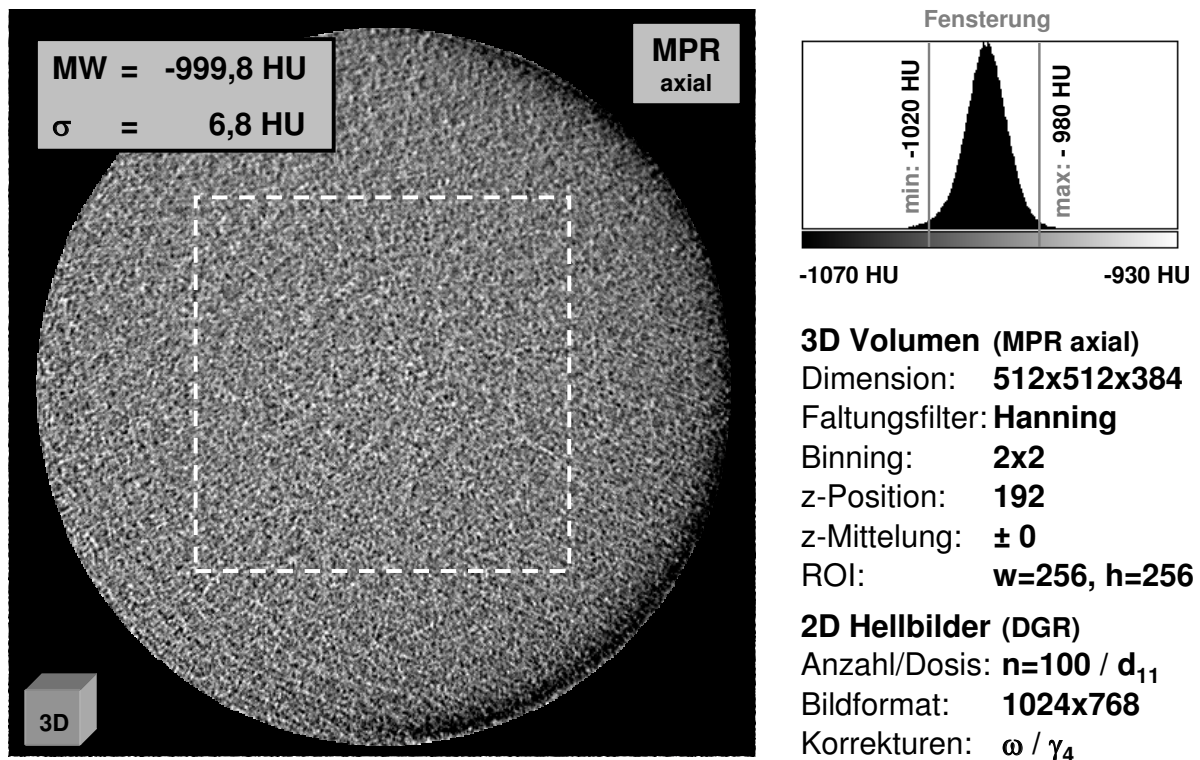 MW = -999,8 HU
σ = 6,8 HU
MPR
axial
3D
Fensterung
min: -1020 HU
max: - 980 HU
-1070 HU -930 HU
3D Volumen (MPR axial)
Dimension: 512x512x384
Faltungsfilter: Hanning
Binning: 2x2
z-Position: 192
z-Mittelung: ± 0
ROI: w=256, h=256
2D Hellbilder (DGR)
Anzahl/Dosis: n=100 / d₁₁
Bildformat: 1024x768
Korrekturen: ω / γ₄